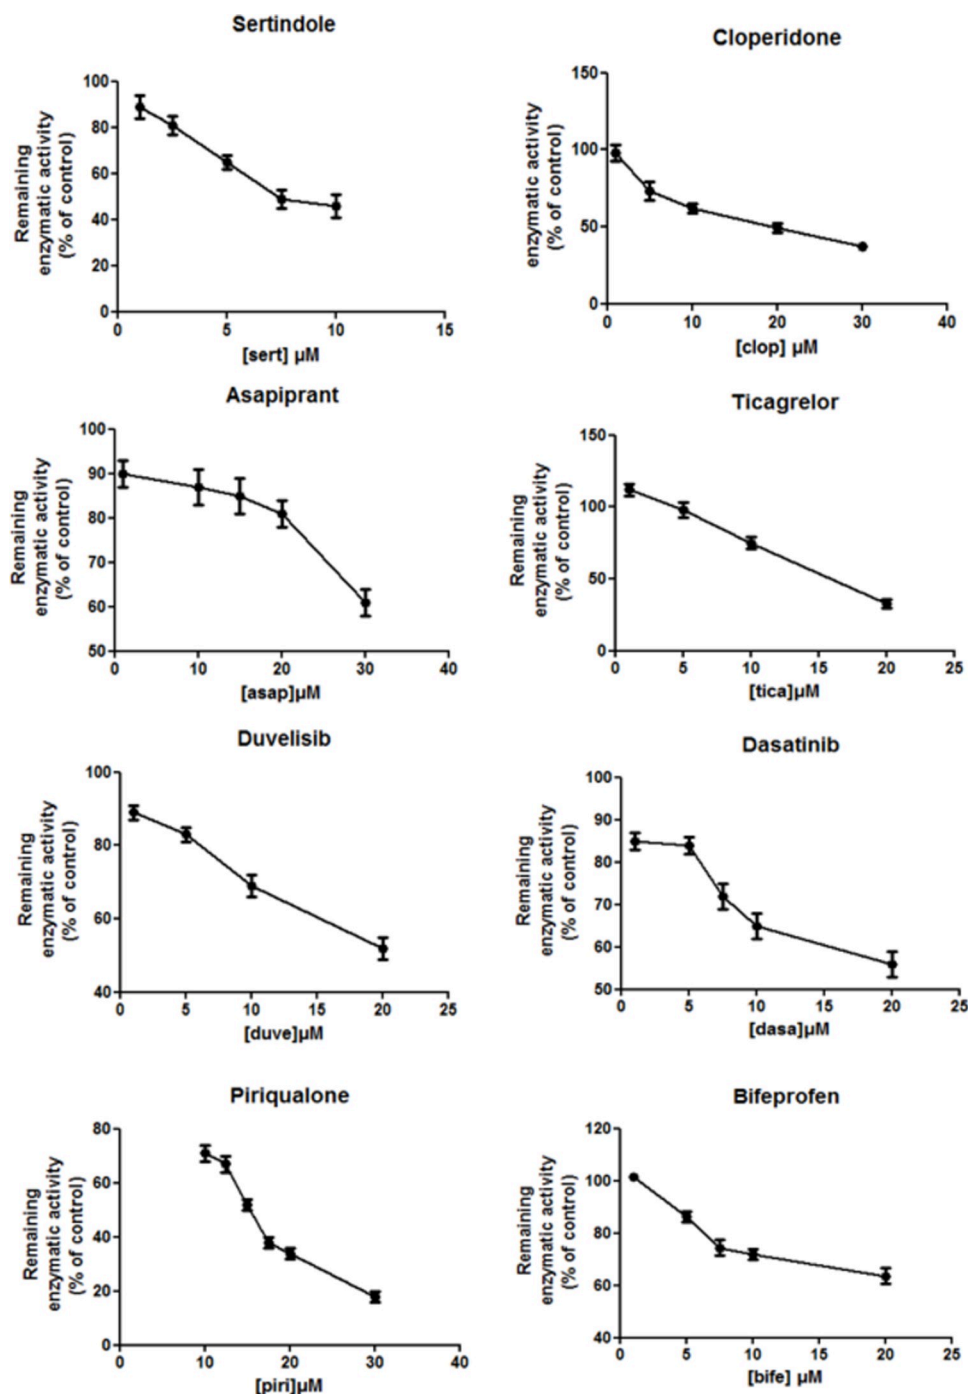 Sertindole
Remaining
enzymatic activity
(% of control)
100
80
60
40
20
0
0 5 10 15
[sert] µM
Cloperidone
enzymatic activity
(% of control)
150
100
50
0
0 10 20 30 40
[clop] µM
Asapiprant
Remaining
enzymatic activity
(% of control)
100
90
80
70
60
50
0 10 20 30 40
[asap]µM
Ticagrelor
Remaining
enzymatic activity
(% of control)
150
100
50
0
0 5 10 15 20 25
[tica]µM
Duvelisib
Remaining
enzymatic activity
(% of control)
100
80
60
40
0 5 10 15 20 25
[duve]µM
Dasatinib
Remaining
enzymatic activity
(% of control)
100
90
80
70
60
50
0 5 10 15 20 25
[dasa]µM
Piriqualone
Remaining
enzymatic activity
(% of control)
80
60
40
20
0
0 10 20 30 40
[piri]µM
Bifeprofen
Remaining
enzymatic activity
(% of control)
120
100
80
60
40
0 5 10 15 20 25
[bife] µM